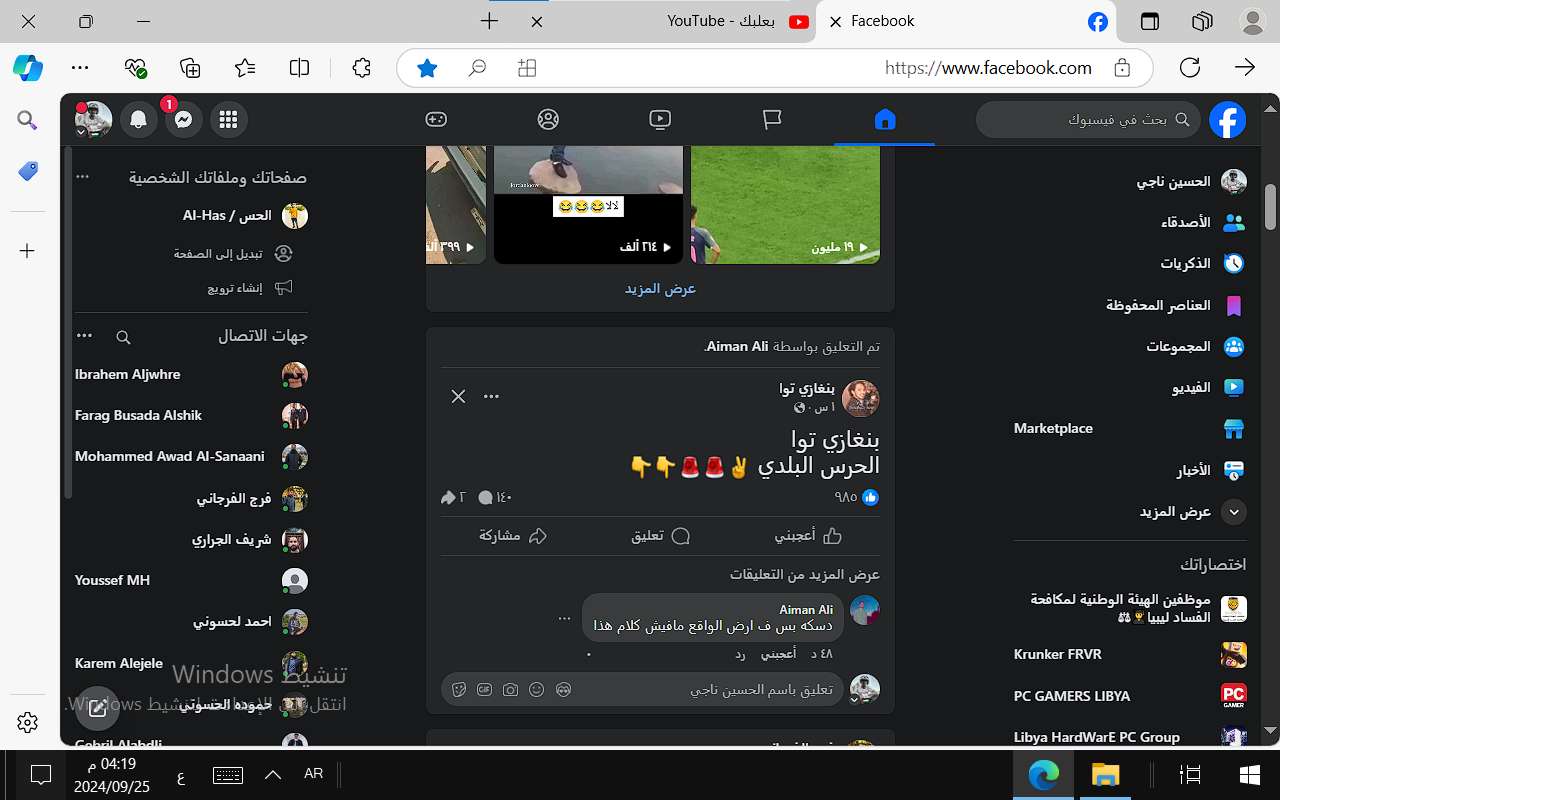 بعلبك - YouTube
Facebook
https://www.facebook.com
بحث في فيسبوك
1
الحسين ناجي
الأصدقاء
الذكريات
العناصر المحفوظة
المجموعات
الفيديو
Marketplace
الأخبار
عرض المزيد
اختصاراتك
موظفين الهيئة الوطنية لمكافحة
الفساد ليبيا👨‍🎓⚖
Krunker FRVR
PC GAMERS LIBYA
PC
GAMER
Libya HardWarE PC Group
١٩ مليون
لالا😂😂😂
٢١٤ ألف
٣٩٩ ألف
عرض المزيد
تم التعليق بواسطة Aiman Ali.
بنغازي توا
١ س ·
بنغازي توا
الحرس البلدي ✌️🚨🚨👇👇
٩٨٥
١٤٠
٢
أعجبني
تعليق
مشاركة
عرض المزيد من التعليقات
Aiman Ali
دسكه بس ف ارض الواقع مافيش كلام هذا
٤٨ د
أعجبني
رد
تعليق باسم الحسين ناجي
GIF
صفحاتك وملفاتك الشخصية
الحس / Al-Has
تبديل إلى الصفحة
إنشاء ترويج
جهات الاتصال
Ibrahem Aljwhre
Farag Busada Alshik
Mohammed Awad Al-Sanaani
فرج الفرجاني
شريف الجراري
Youssef MH
احمد لحسوني
Karem Alejele
حموده الحسوني
Gebril Alabdli
تنشيط Windows
انتقل إلى الإعدادات لتنشيط Windows.
AR
ع
04:19 م
2024/09/25